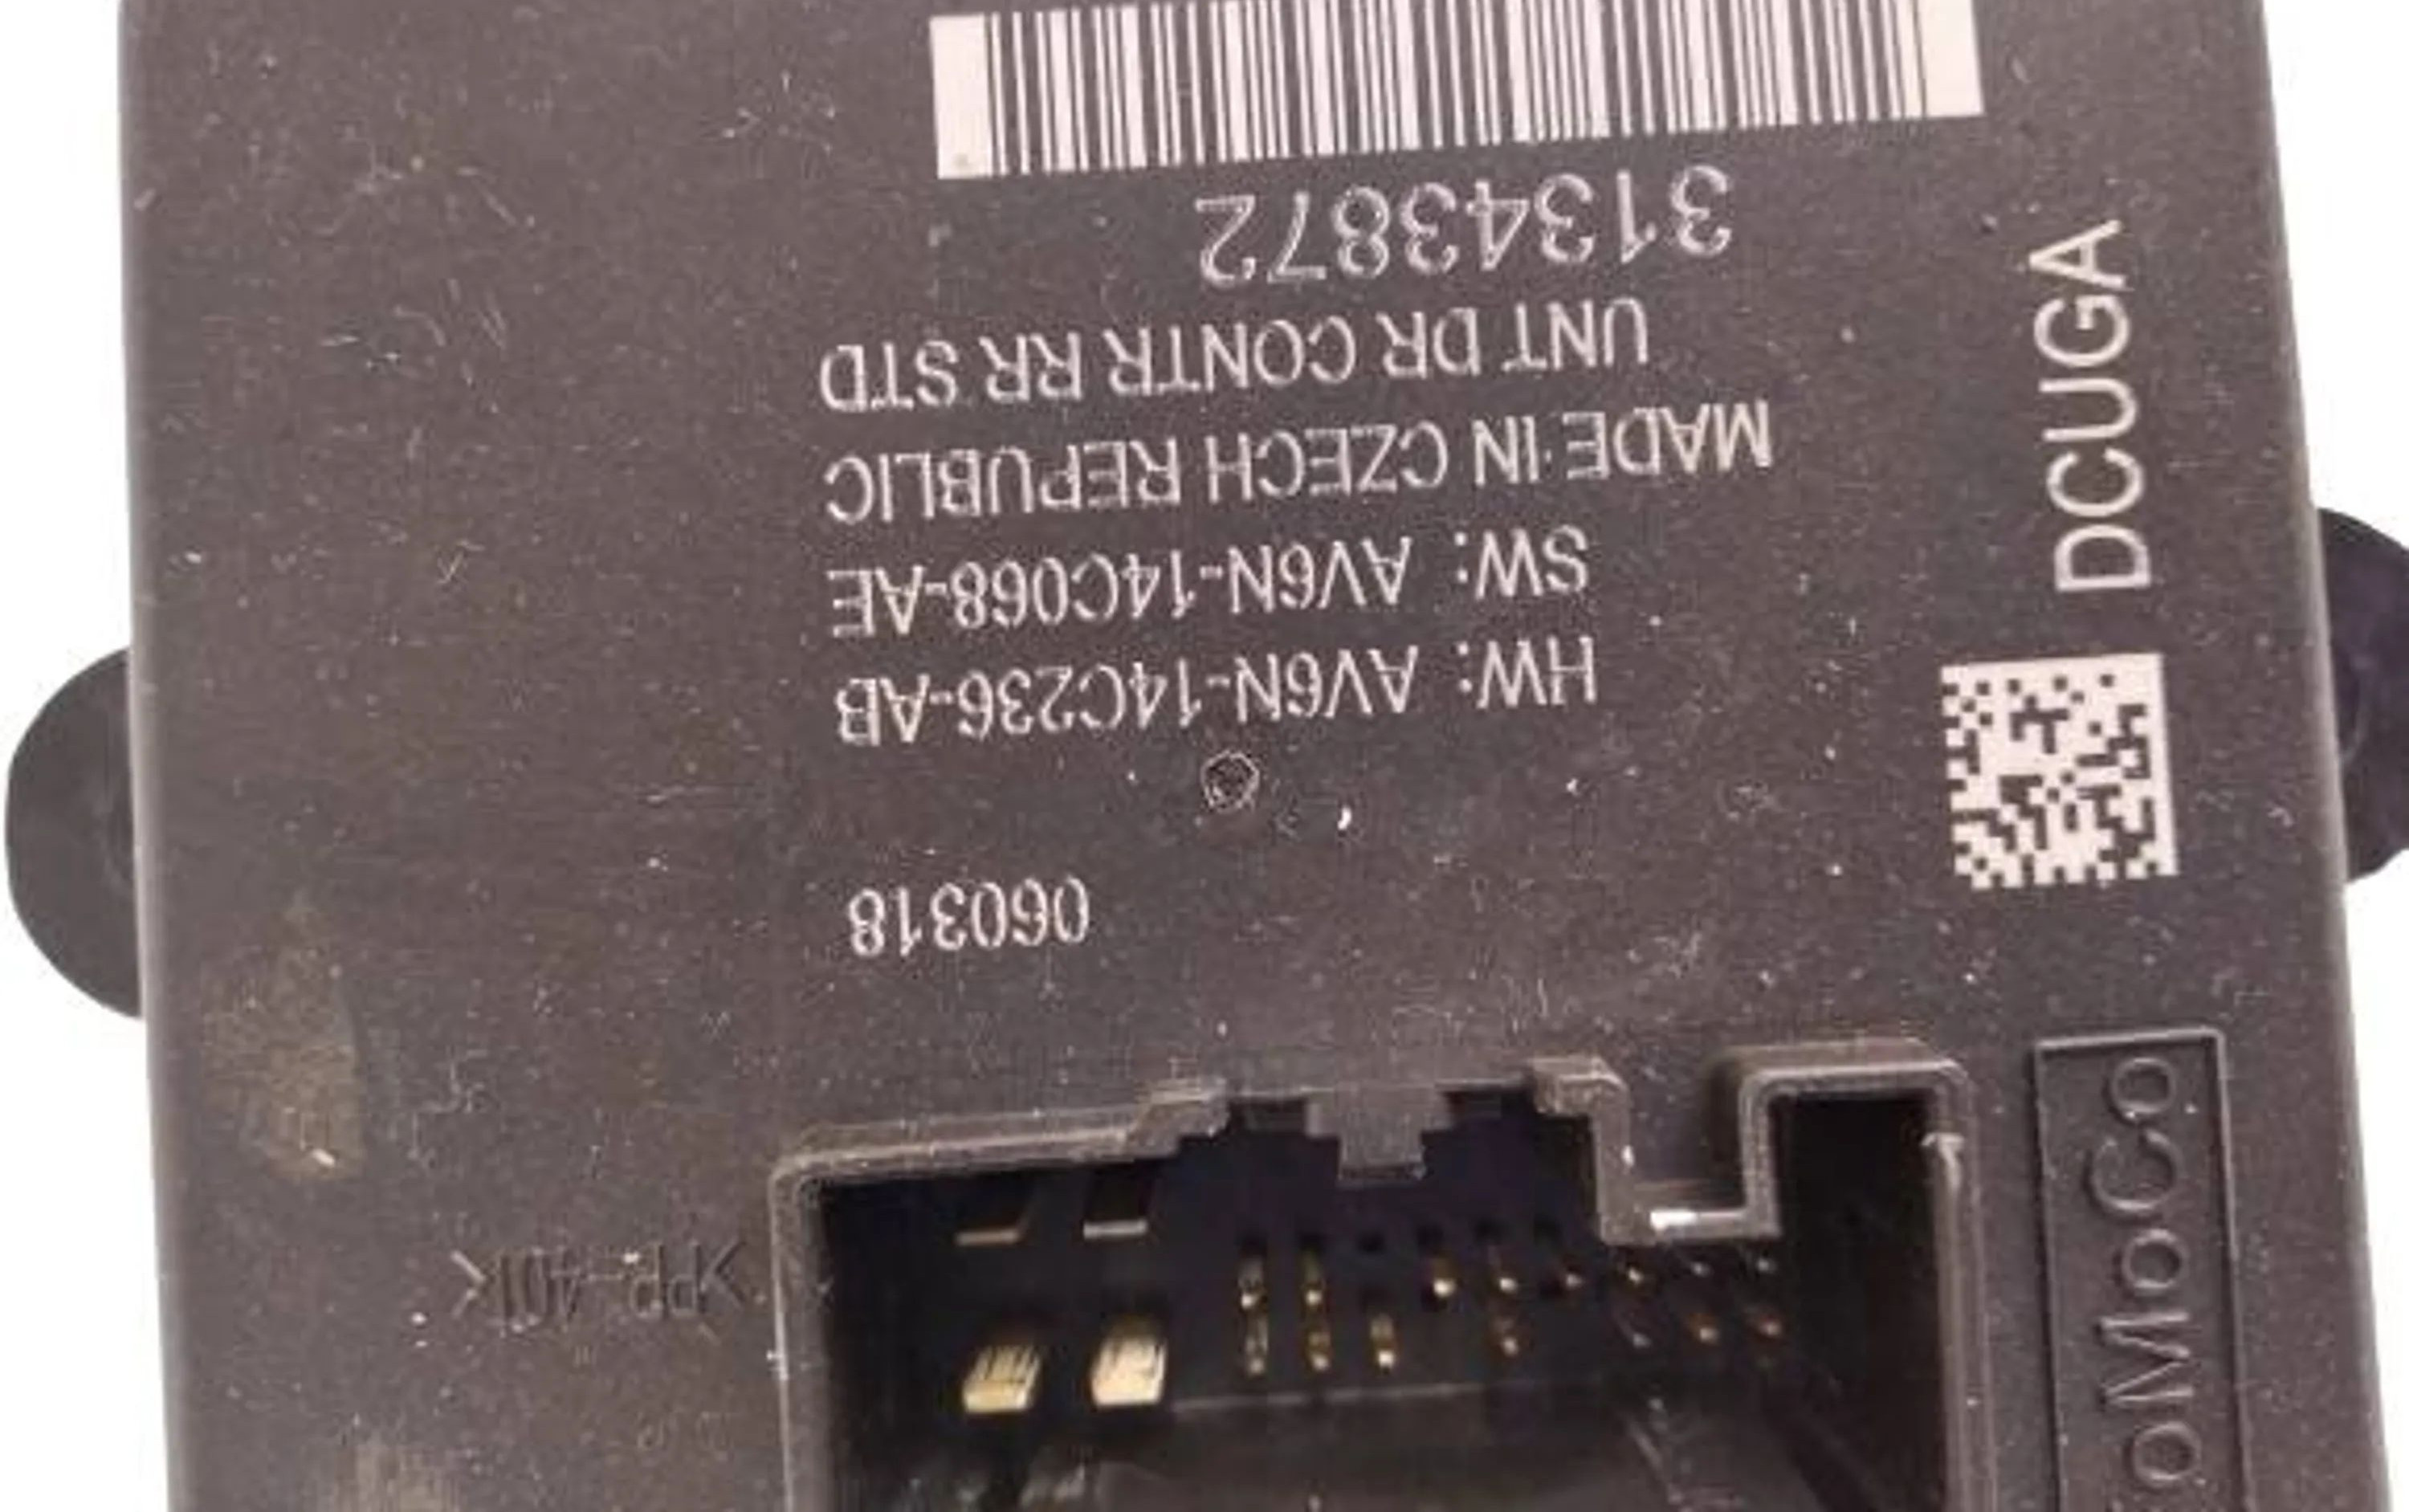 060318
HW: AV6N-14C236-AB
SW: AV6N-14C068-AE
MADE IN CZECH REPUBLIC
UNT DR CONTR RR STD
31343872
DCUGA
oMoCo
>PP-